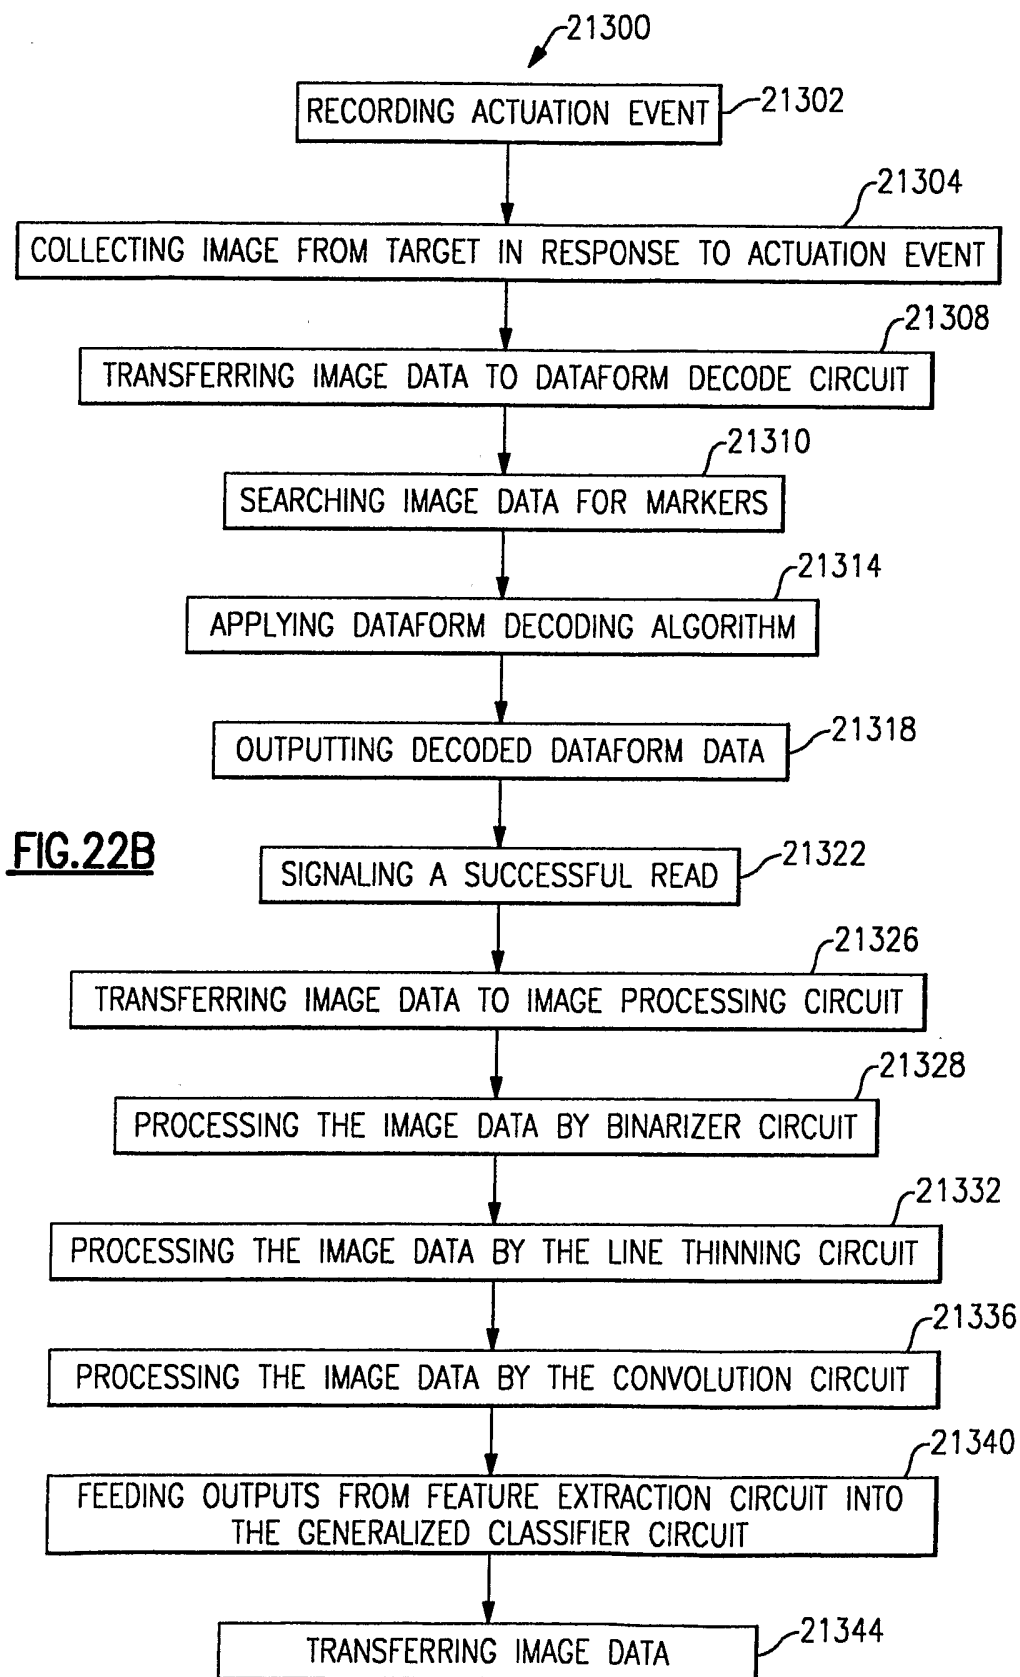 21300
RECORDING ACTUATION EVENT
21302
21304
COLLECTING IMAGE FROM TARGET IN RESPONSE TO ACTUATION EVENT
21308
TRANSFERRING IMAGE DATA TO DATAFORM DECODE CIRCUIT
21310
SEARCHING IMAGE DATA FOR MARKERS
21314
APPLYING DATAFORM DECODING ALGORITHM
21318
OUTPUTTING DECODED DATAFORM DATA
FIG.22B
21322
SIGNALING A SUCCESSFUL READ
21326
TRANSFERRING IMAGE DATA TO IMAGE PROCESSING CIRCUIT
21328
PROCESSING THE IMAGE DATA BY BINARIZER CIRCUIT
21332
PROCESSING THE IMAGE DATA BY THE LINE THINNING CIRCUIT
21336
PROCESSING THE IMAGE DATA BY THE CONVOLUTION CIRCUIT
21340
FEEDING OUTPUTS FROM FEATURE EXTRACTION CIRCUIT INTO
THE GENERALIZED CLASSIFIER CIRCUIT
21344
TRANSFERRING IMAGE DATA